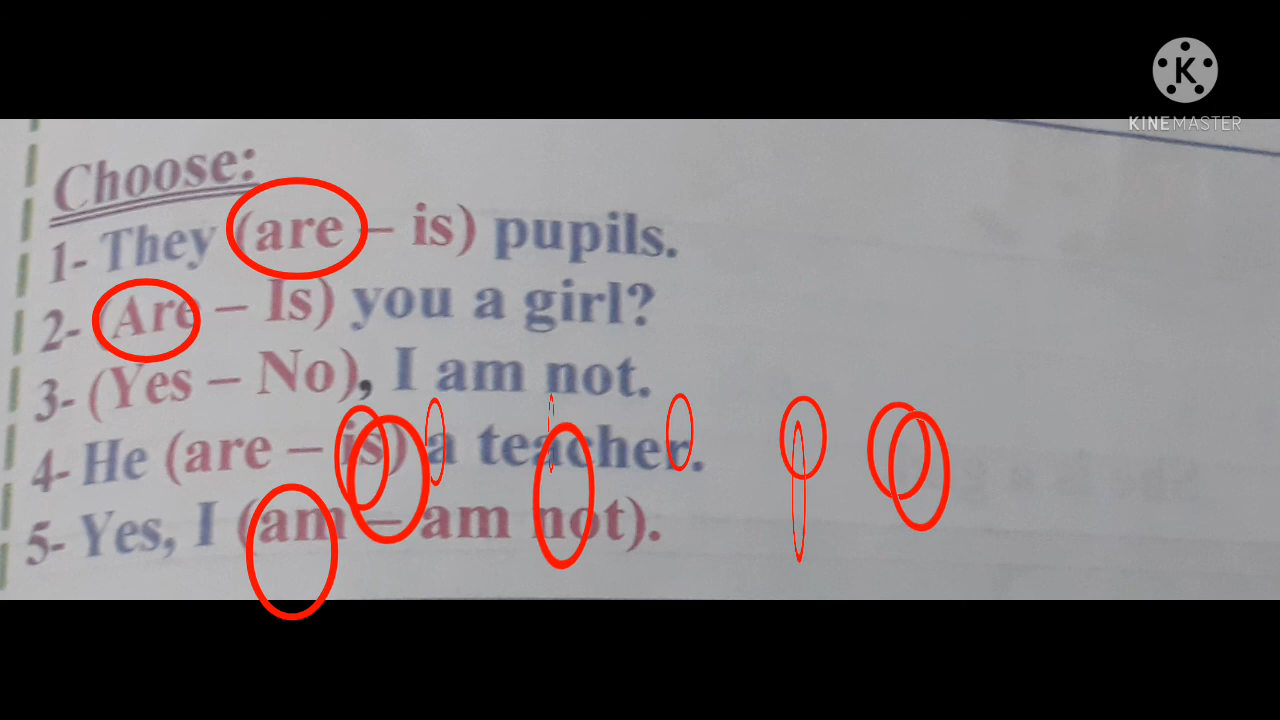 K
KINEMASTER
Choose:
1- They (are – is) pupils.
2- (Are – Is) you a girl?
3- (Yes – No), I am not.
4- He (are – is) a teacher.
5- Yes, I (am – am not).